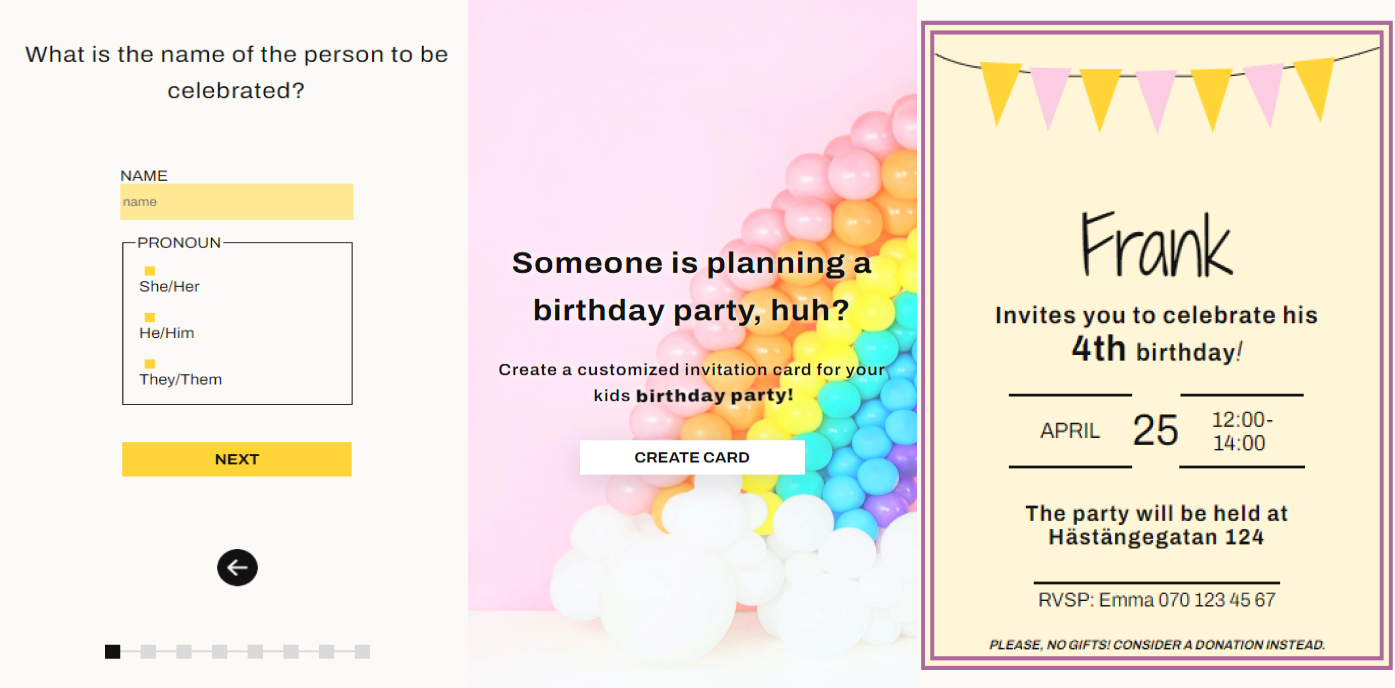 What is the name of the person to be
celebrated?
NAME
name
PRONOUN
She/Her
He/Him
They/Them
NEXT
Someone is planning a
birthday party, huh?
Create a customized invitation card for your
kids birthday party!
CREATE CARD
Frank
Invites you to celebrate his
4th birthday!
APRIL
25
12:00-
14:00
The party will be held at
Hästängegatan 124
RVSP: Emma 070 123 45 67
PLEASE, NO GIFTS! CONSIDER A DONATION INSTEAD.